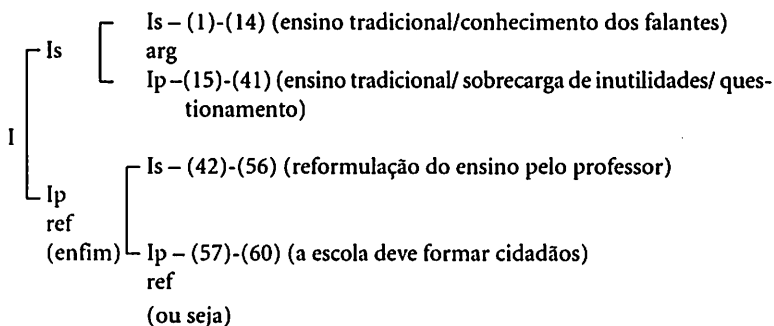 Is – (1)-(14) (ensino tradicional/conhecimento dos falantes)
Is
arg
Ip –(15)-(41) (ensino tradicional/ sobrecarga de inutilidades/ ques-
tionamento)
I
Is – (42)-(56) (reformulação do ensino pelo professor)
Ip
ref
(enfim)
Ip – (57)-(60) (a escola deve formar cidadãos)
ref
(ou seja)